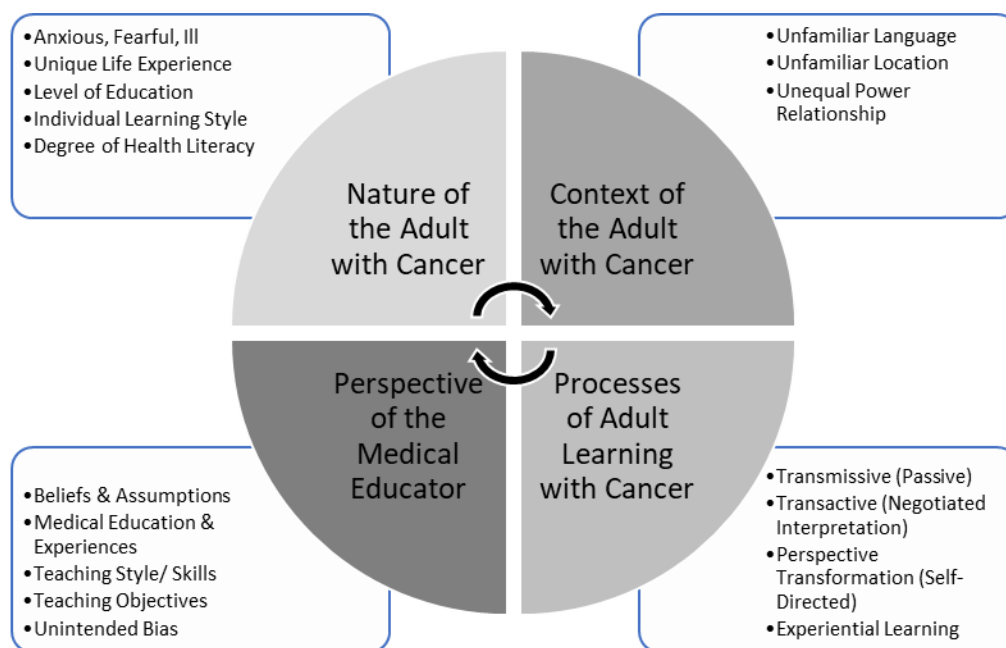 •Anxious, Fearful, Ill
•Unique Life Experience
•Level of Education
•Individual Learning Style
•Degree of Health Literacy
•Unfamiliar Language
•Unfamiliar Location
•Unequal Power
Relationship
Nature of
the Adult
with Cancer
Context of
the Adult
with Cancer
Perspective
of the
Medical
Educator
Processes
of Adult
Learning
with Cancer
•Beliefs & Assumptions
•Medical Education &
Experiences
•Teaching Style/ Skills
•Teaching Objectives
•Unintended Bias
•Transmissive (Passive)
•Transactive (Negotiated
Interpretation)
•Perspective
Transformation (Self-
Directed)
•Experiential Learning